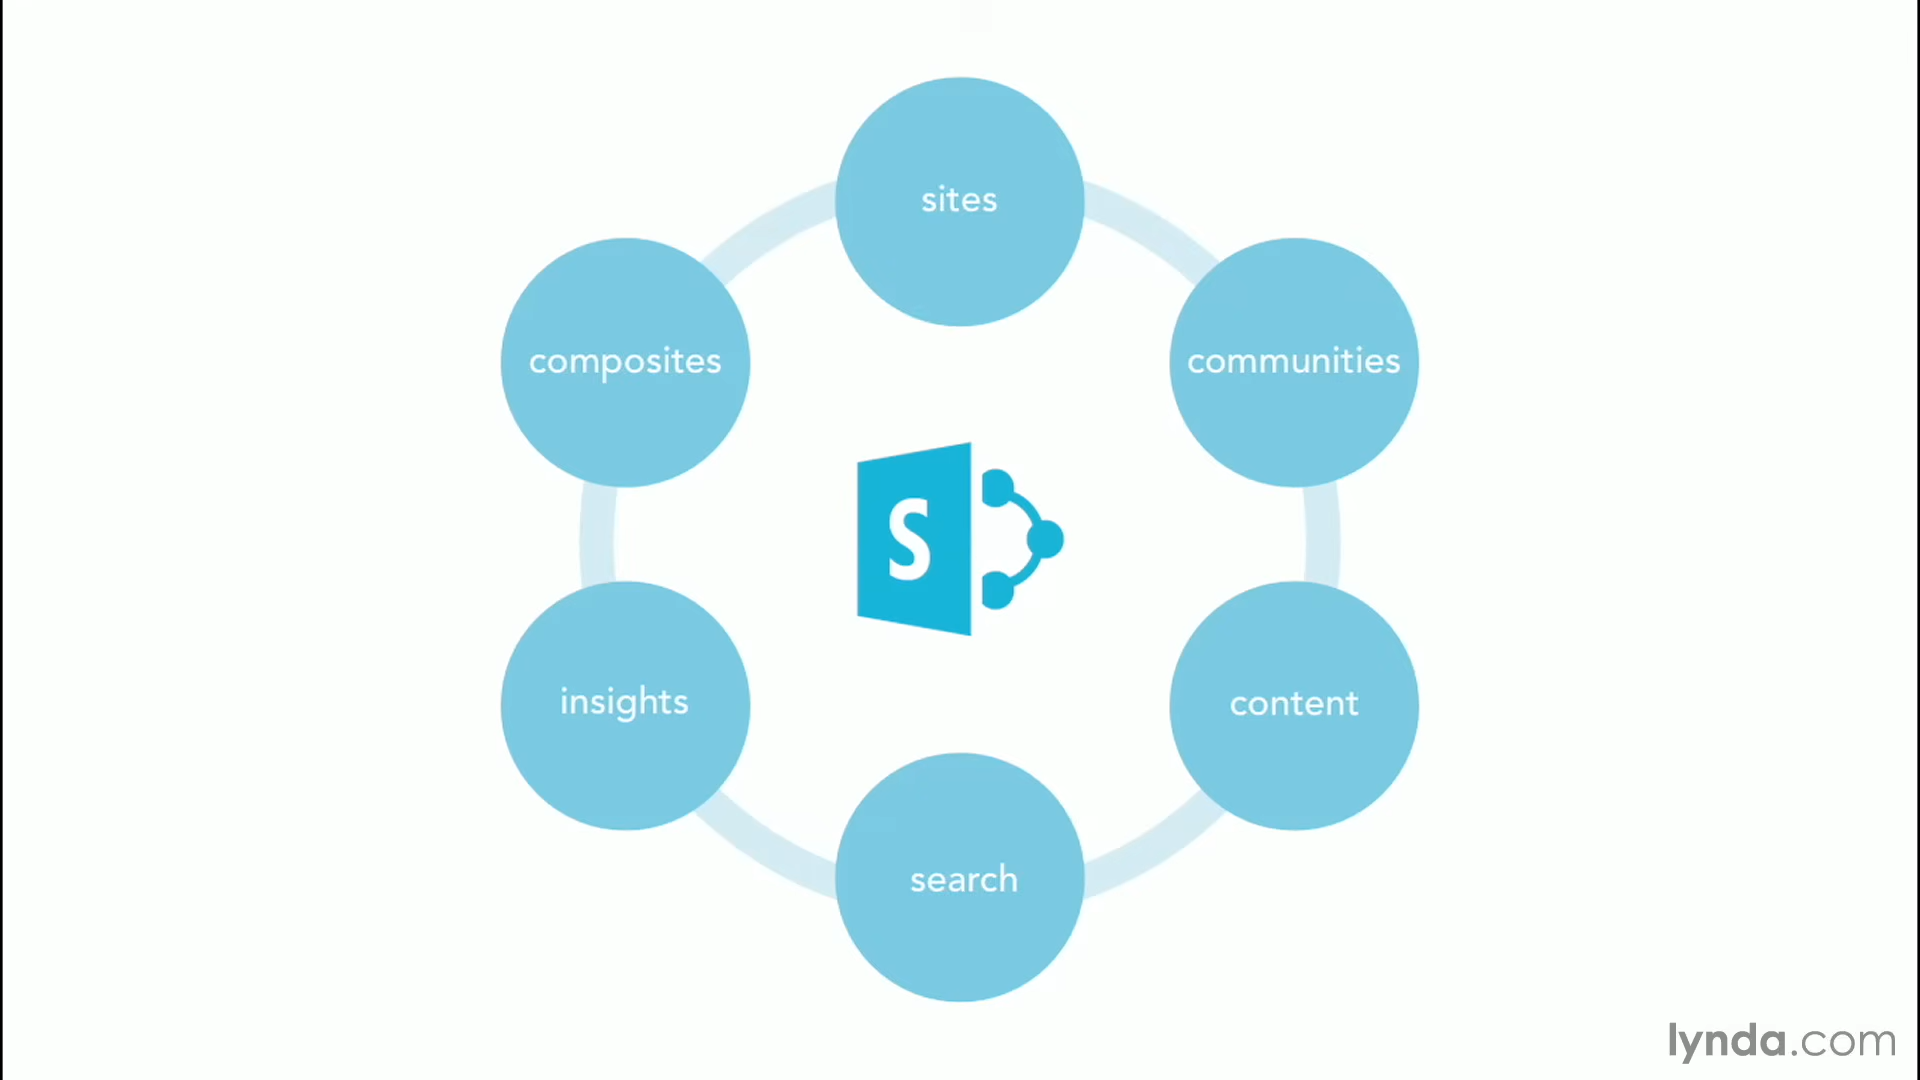 sites
composites
communities
S
insights
content
search
lynda.com